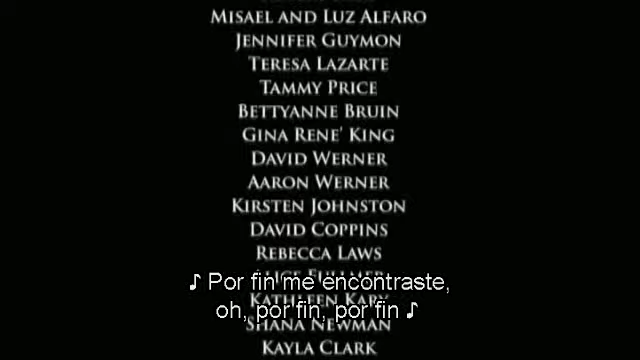 MISAEL AND LUZ ALFARO
JENNIFER GUYMON
TERESA LAZARTE
TAMMY PRICE
BETTYANNE BRUIN
GINA RENE' KING
DAVID WERNER
AARON WERNER
KIRSTEN JOHNSTON
DAVID COPPINS
REBECCA LAWS
♪ Por fin me encontraste,
KATHLEEN
oh, por fin, por fin ♪
SHANA NEWMAN
KAYLA CLARK